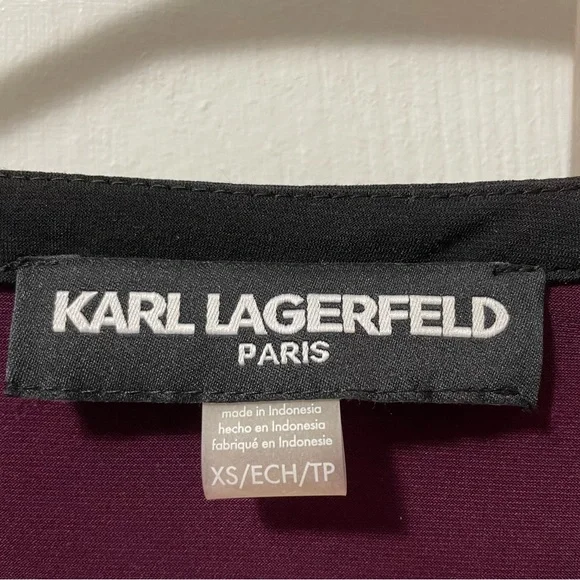 KARL LAGERFELD
PARIS
made in Indonesia
hecho en Indonesia
fabriqué en Indonesie
XS/ECH/TP